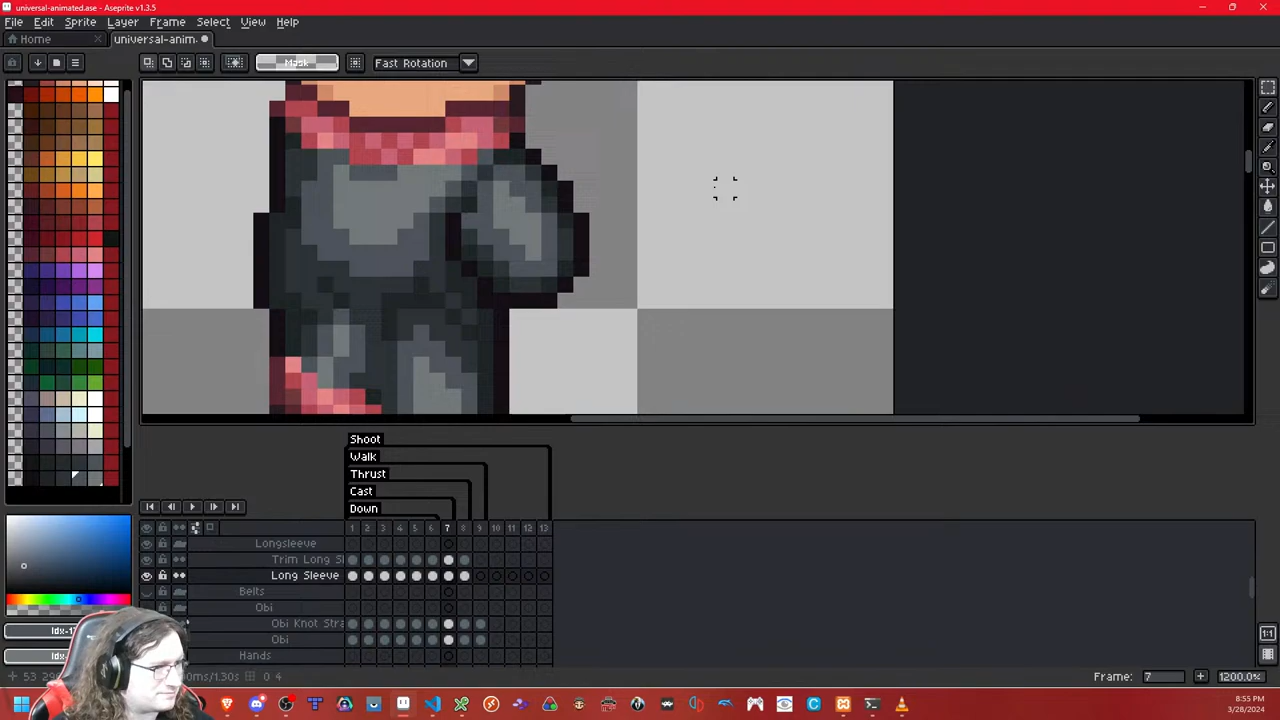 universal-animated.ase - Aseprite v1.3.5
File Edit Sprite Layer Frame Select View Help
Home
universal-anim.
Mask
Fast Rotation
Shoot
Walk
Thrust
Cast
Down
1 2 3 4 5 6 7 8 9 10 11 12 13
Longsleeve
Trim Long Sl
Long Sleeve
Belts
Obi
Obi Knot Stra
Obi
Hands
Frame: 7
1200.0%
1:1
8:55 PM
3/28/2024